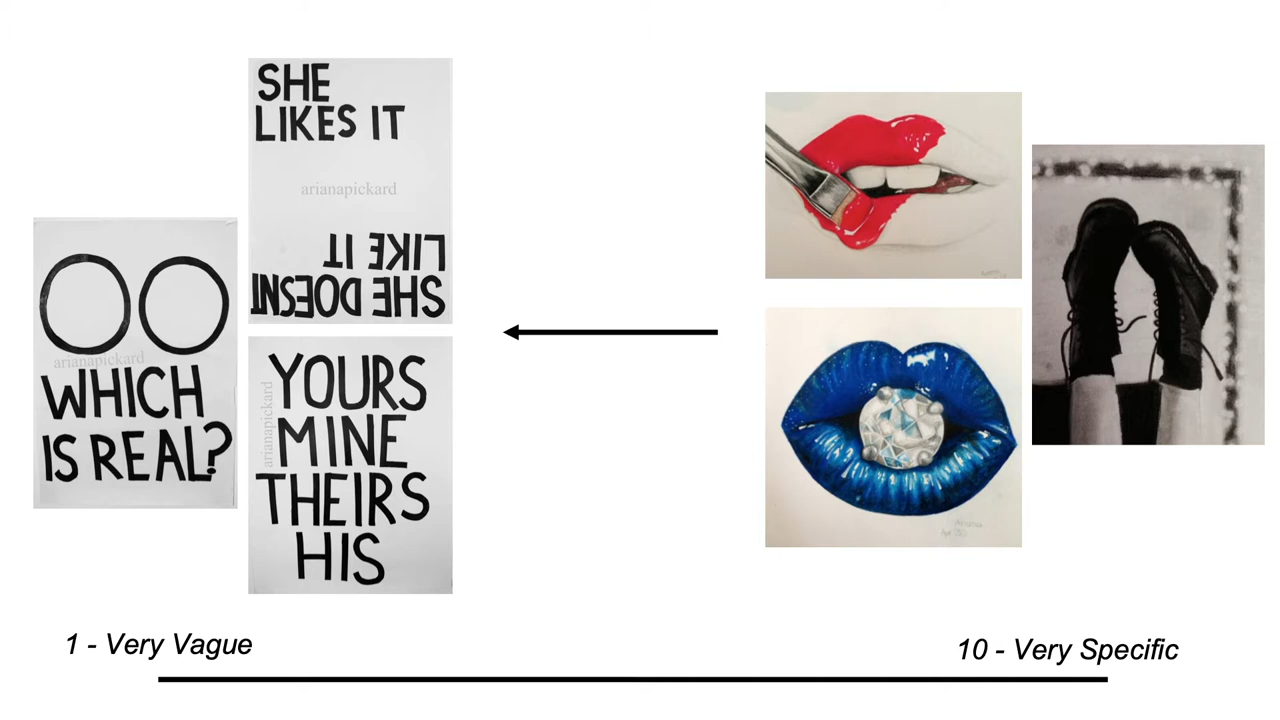 SHE
LIKES IT
arianapickard
SHE DOESNT
LIKE IT
arianapickard
WHICH
IS REAL?
arianapickard
YOURS
MINE
THEIRS
HIS
1 - Very Vague
10 - Very Specific